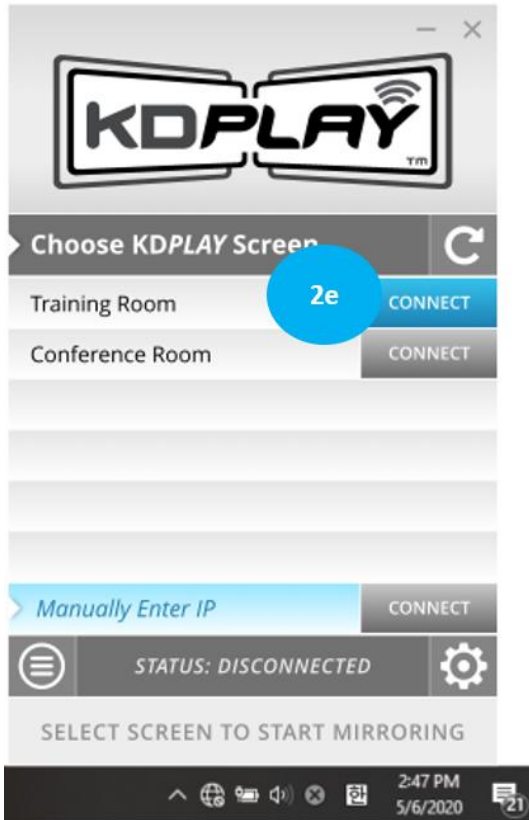 KDPLAY
TM
Choose KDPLAY Screen
2e
Training Room CONNECT
Conference Room CONNECT
Manually Enter IP CONNECT
STATUS: DISCONNECTED
SELECT SCREEN TO START MIRRORING
한 2:47 PM
5/6/2020 21